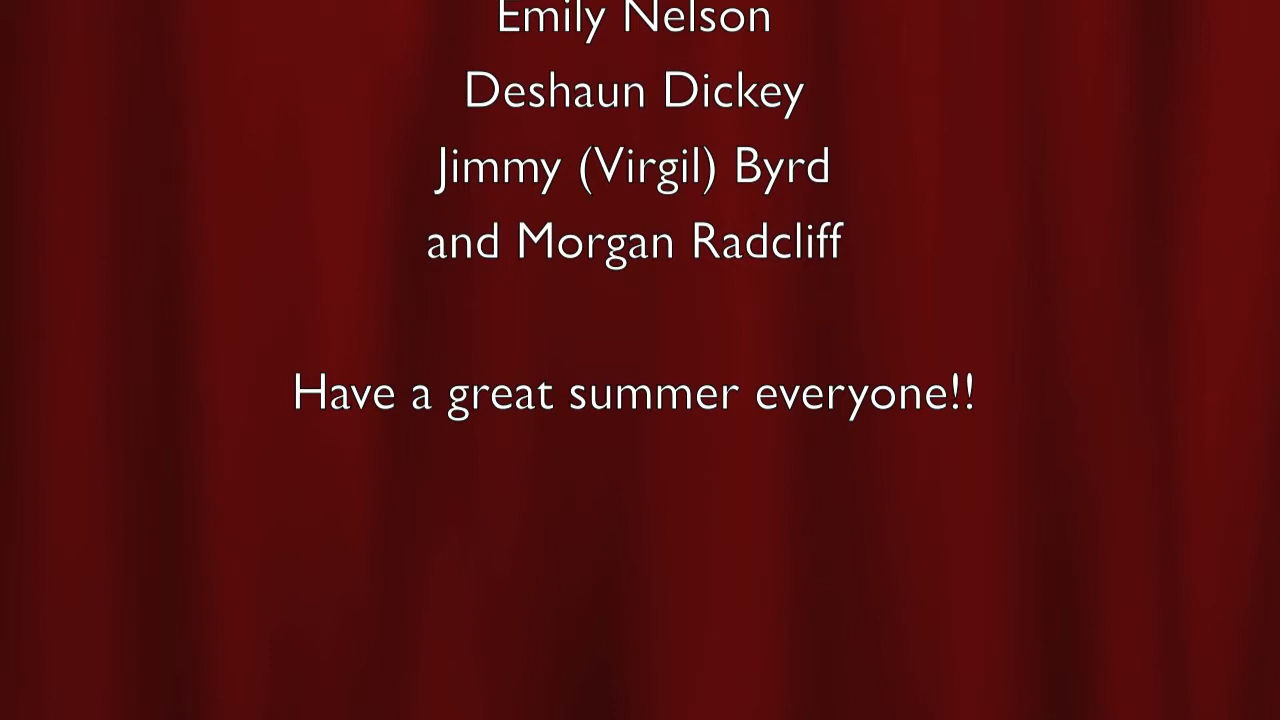 Emily Nelson
Deshaun Dickey
Jimmy (Virgil) Byrd
and Morgan Radcliff
Have a great summer everyone!!